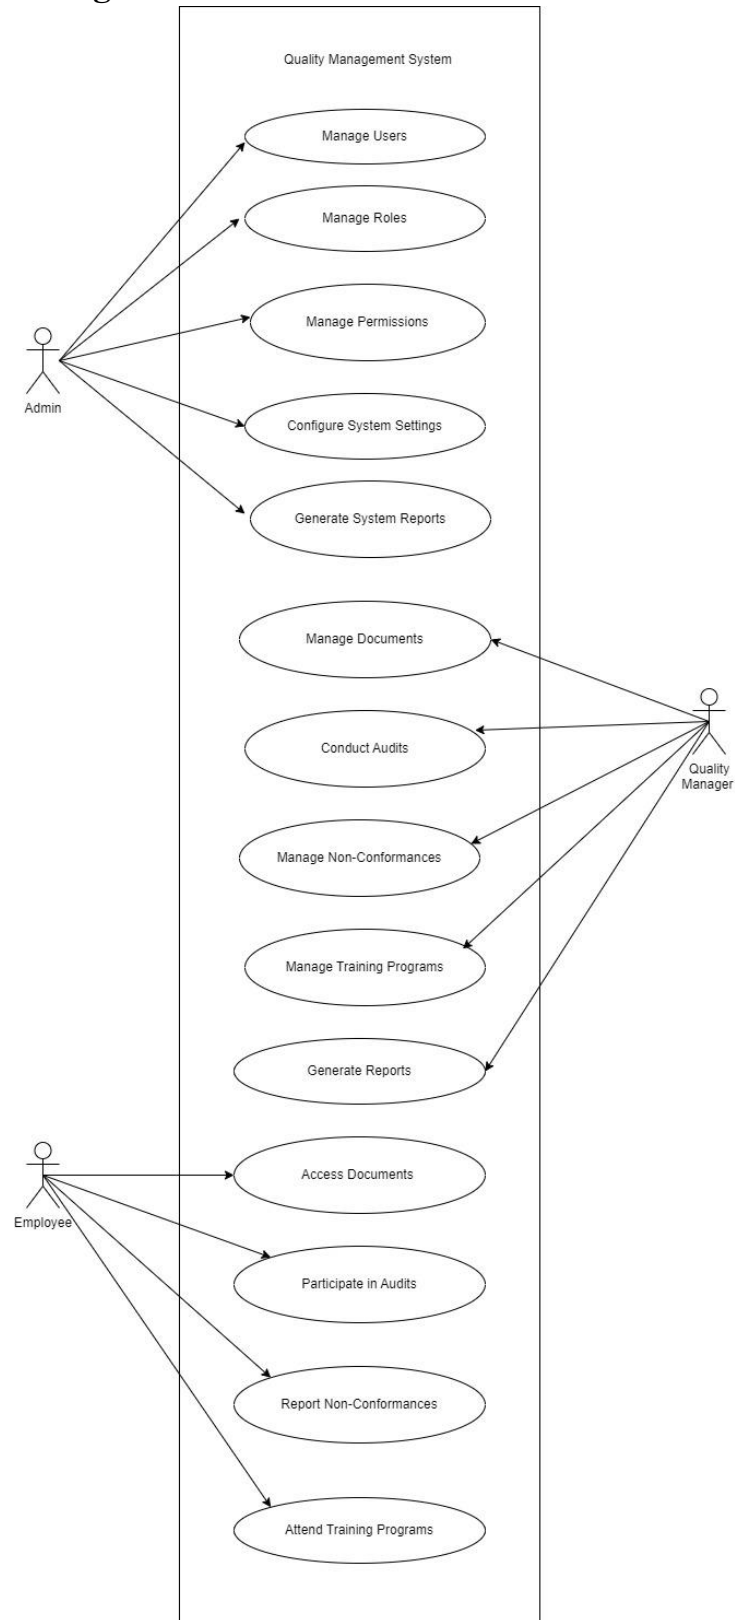 Quality Management System
Manage Users
Manage Roles
Manage Permissions
Admin
Configure System Settings
Generate System Reports
Manage Documents
Conduct Audits
Quality
Manager
Manage Non-Conformances
Manage Training Programs
Generate Reports
Access Documents
Employee
Participate in Audits
Report Non-Conformances
Attend Training Programs